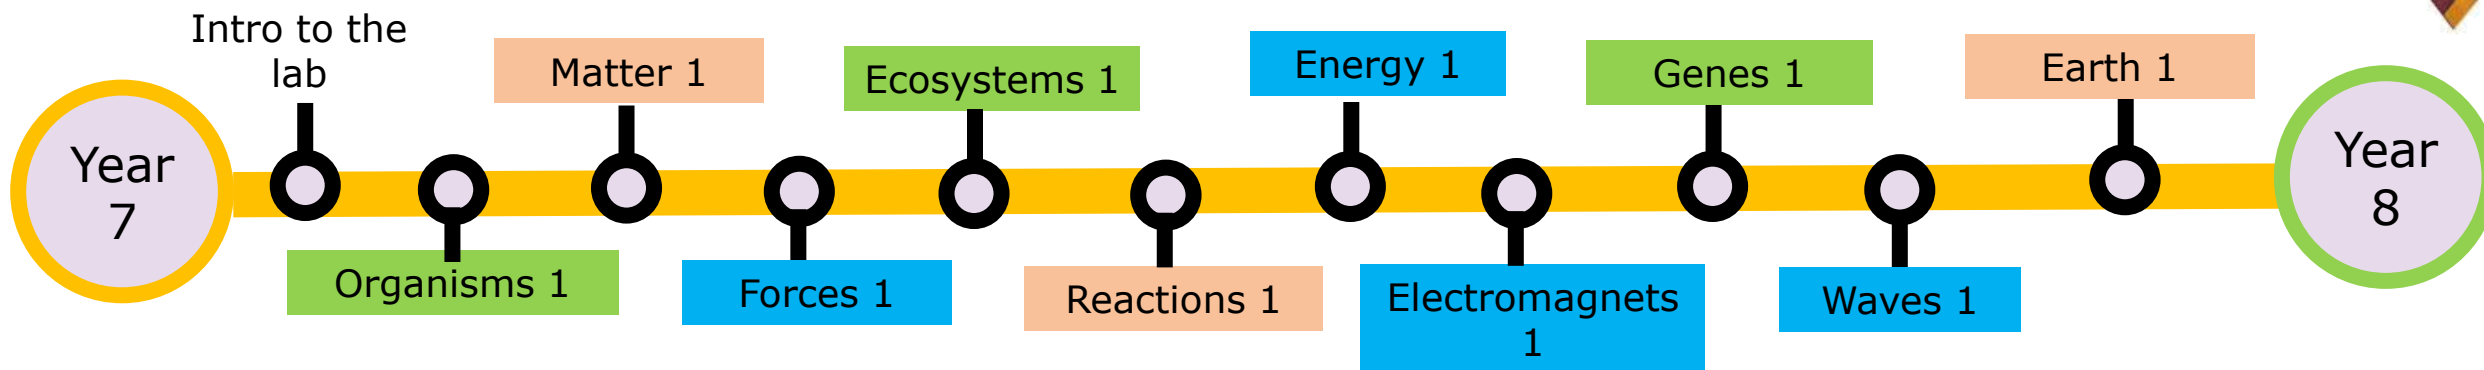 Year
7
Intro to the
lab
Organisms 1
Matter 1
Forces 1
Ecosystems 1
Reactions 1
Energy 1
Electromagnets
1
Genes 1
Waves 1
Earth 1
Year
8